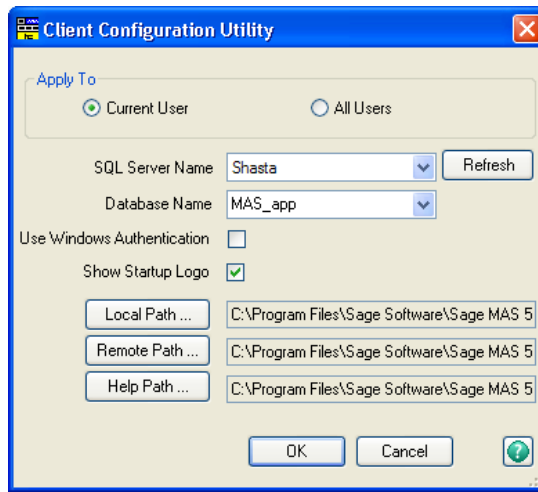 Client Configuration Utility
Apply To
Current User All Users
SQL Server Name Shasta Refresh
Database Name MAS_app
Use Windows Authentication
Show Startup Logo
Local Path ... C:\Program Files\Sage Software\Sage MAS 5
Remote Path ... C:\Program Files\Sage Software\Sage MAS 5
Help Path ... C:\Program Files\Sage Software\Sage MAS 5
OK Cancel ?